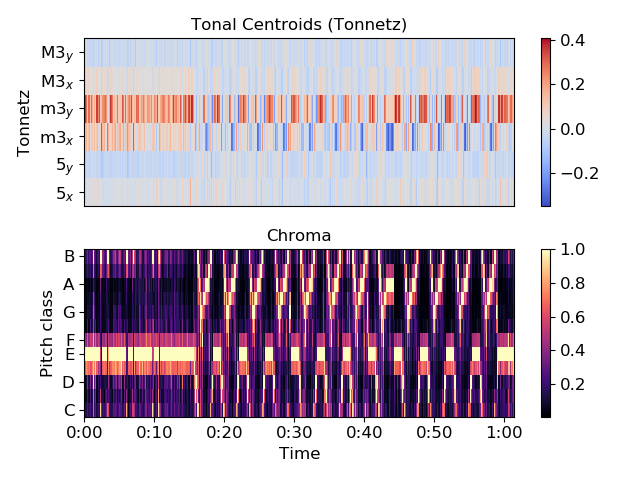 Tonal Centroids (Tonnetz)
Tonnetz
M3y
M3x
m3y
m3x
5y
5x
0.4
0.2
0.0
−0.2
Chroma
Pitch class
B
A
G
F
E
D
C
1.0
0.8
0.6
0.4
0.2
0:00 0:10 0:20 0:30 0:40 0:50 1:00
Time